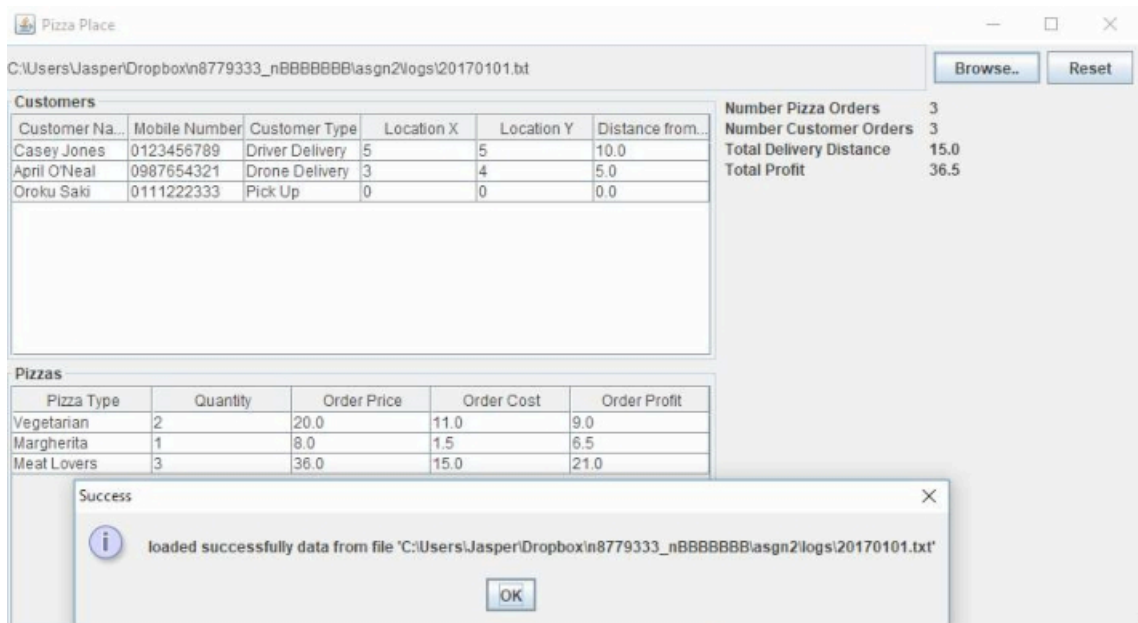 Pizza Place
C:\Users\Jasper\Dropbox\n8779333_nBBBBBBB\asgn2\logs\20170101.txt
Browse..
Reset
Customers
Customer Na... Mobile Number Customer Type Location X Location Y Distance from...
Casey Jones 0123456789 Driver Delivery 5 5 10.0
April O'Neal 0987654321 Drone Delivery 3 4 5.0
Oroku Saki 0111222333 Pick Up 0 0 0.0
Number Pizza Orders 3
Number Customer Orders 3
Total Delivery Distance 15.0
Total Profit 36.5
Pizzas
Pizza Type Quantity Order Price Order Cost Order Profit
Vegetarian 2 20.0 11.0 9.0
Margherita 1 8.0 1.5 6.5
Meat Lovers 3 36.0 15.0 21.0
Success
loaded successfully data from file 'C:\Users\Jasper\Dropbox\n8779333_nBBBBBBB\asgn2\logs\20170101.txt'
OK